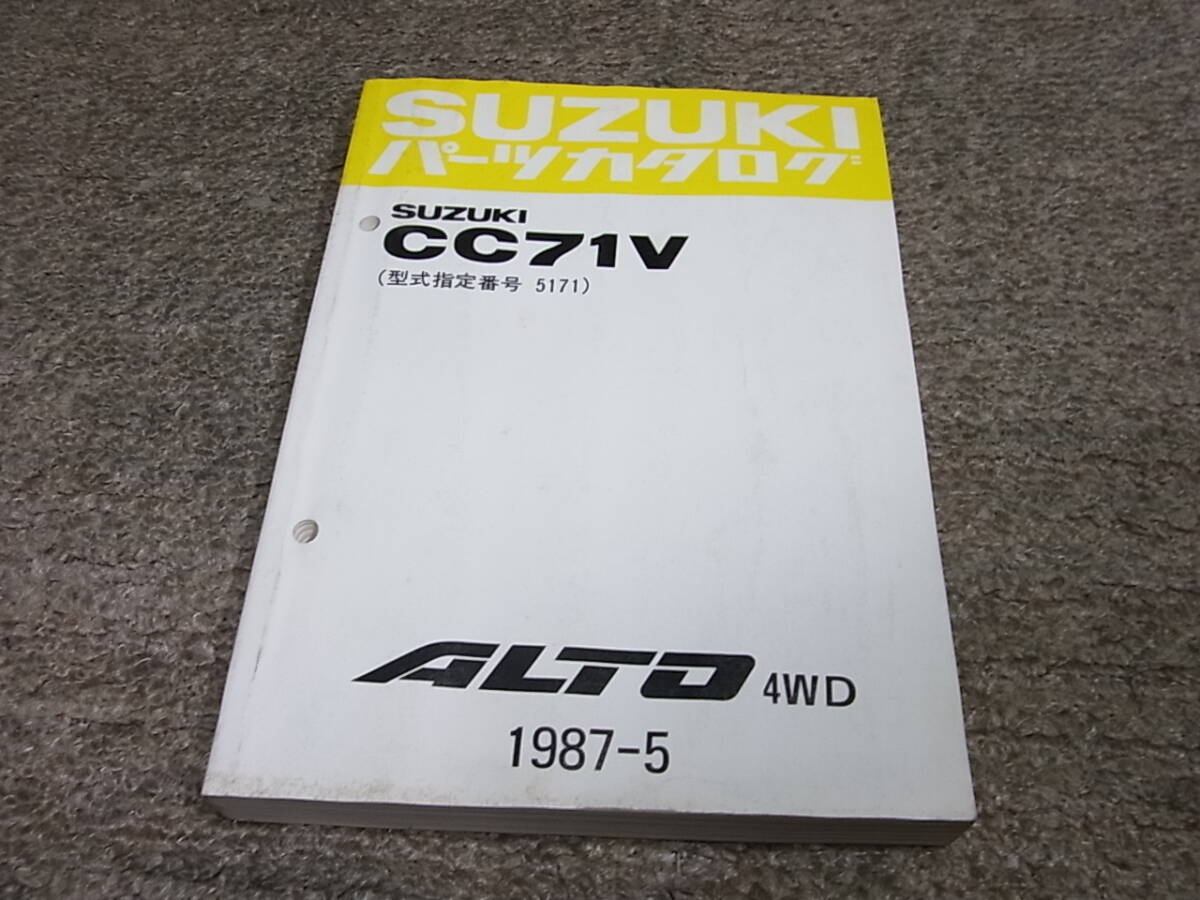 SUZUKI
パーツカタログ
SUZUKI
CC71V
(型式指定番号 5171)
ALTO 4WD
1987-5